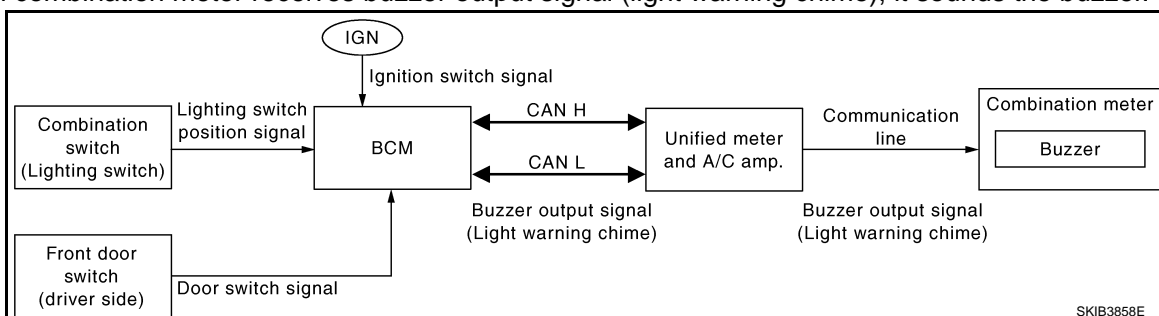 combination meter receives buzzer output signal (light warning chime), it sounds the buzzer.
IGN
Ignition switch signal
Combination
switch
(Lighting switch)
Lighting switch
position signal
BCM
CAN H
CAN L
Buzzer output signal
(Light warning chime)
Unified meter
and A/C amp.
Communication
line
Buzzer output signal
(Light warning chime)
Combination meter
Buzzer
Front door
switch
(driver side)
Door switch signal
SKIB3858E